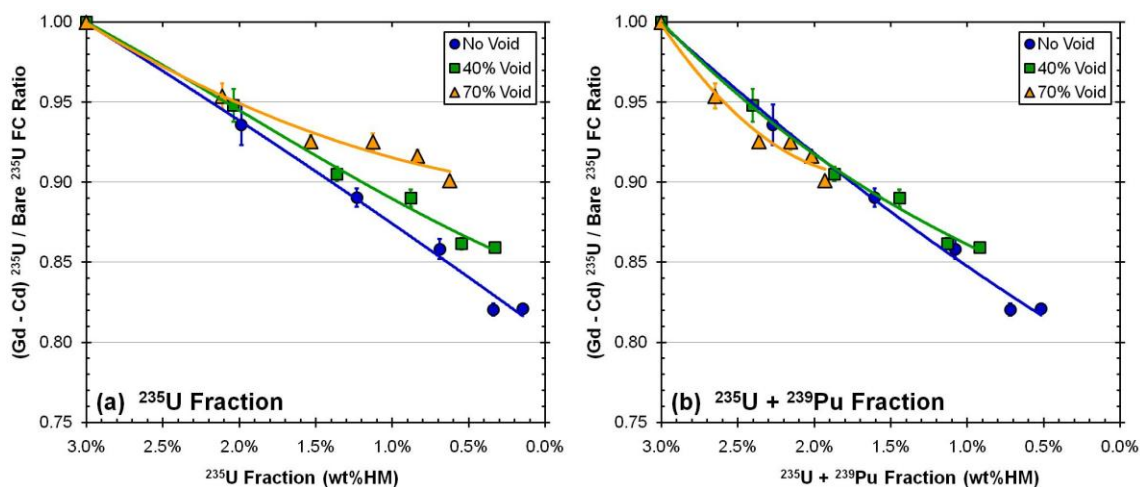 (Gd - Cd) ²³⁵U / Bare ²³⁵U FC Ratio
1.00
0.95
0.90
0.85
0.80
0.75
No Void
40% Void
70% Void
(a) ²³⁵U Fraction
3.0% 2.5% 2.0% 1.5% 1.0% 0.5% 0.0%
²³⁵U Fraction (wt%HM)
(Gd - Cd) ²³⁵U / Bare ²³⁵U FC Ratio
1.00
0.95
0.90
0.85
0.80
0.75
No Void
40% Void
70% Void
(b) ²³⁵U + ²³⁹Pu Fraction
3.0% 2.5% 2.0% 1.5% 1.0% 0.5% 0.0%
²³⁵U + ²³⁹Pu Fraction (wt%HM)